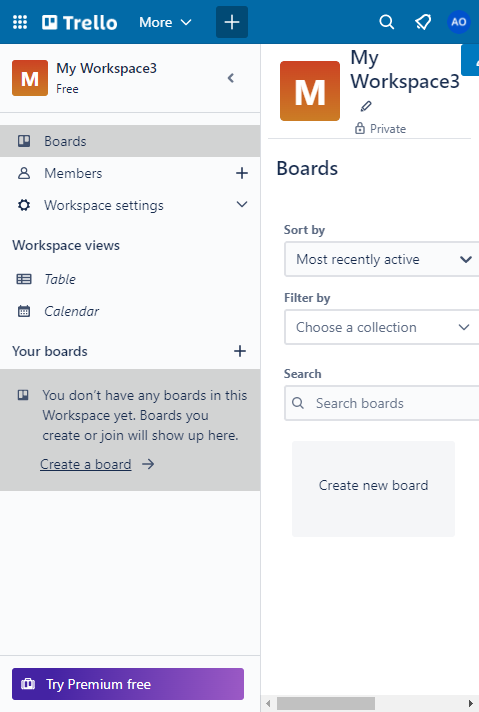 Trello
More
AO
M
My Workspace3
Free
Boards
Members
Workspace settings
Workspace views
Table
Calendar
Your boards
You don't have any boards in this
Workspace yet. Boards you
create or join will show up here.
Create a board
Try Premium free
M
My
Workspace3
Private
Boards
Sort by
Most recently active
Filter by
Choose a collection
Search
Search boards
Create new board